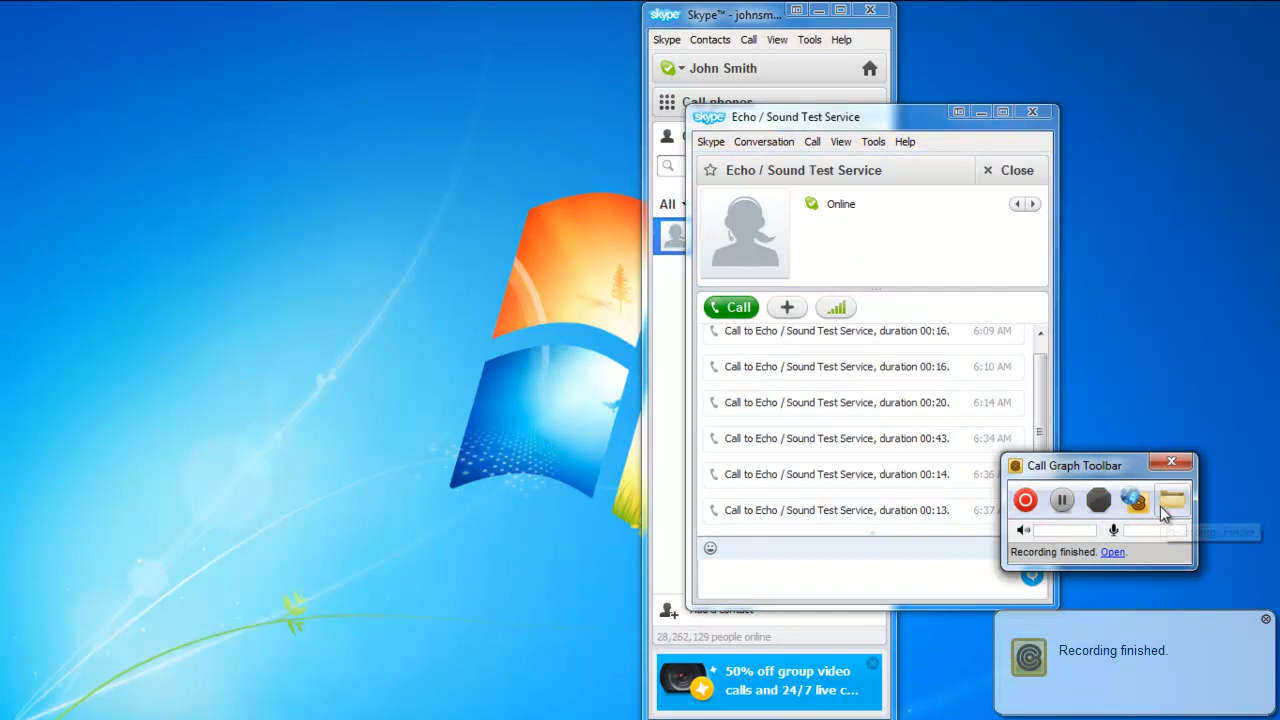 skype Skype™ - johnsm...
Skype Contacts Call View Tools Help
John Smith
Call phones
skype Echo / Sound Test Service
Skype Conversation Call View Tools Help
Echo / Sound Test Service × Close
Online
All
Call
Call to Echo / Sound Test Service, duration 00:16. 6:09 AM
Call to Echo / Sound Test Service, duration 00:16. 6:10 AM
Call to Echo / Sound Test Service, duration 00:20. 6:14 AM
Call to Echo / Sound Test Service, duration 00:43. 6:34 AM
Call to Echo / Sound Test Service, duration 00:14. 6:36
Call to Echo / Sound Test Service, duration 00:13. 6:37
Call Graph Toolbar
Recording finished. Open.
Add a contact
28,262,129 people online
50% off group video
calls and 24/7 live c...
Recording finished.